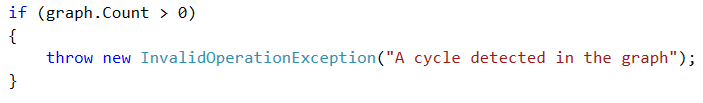 if (graph.Count > 0)
{
    throw new InvalidOperationException("A cycle detected in the graph");
}